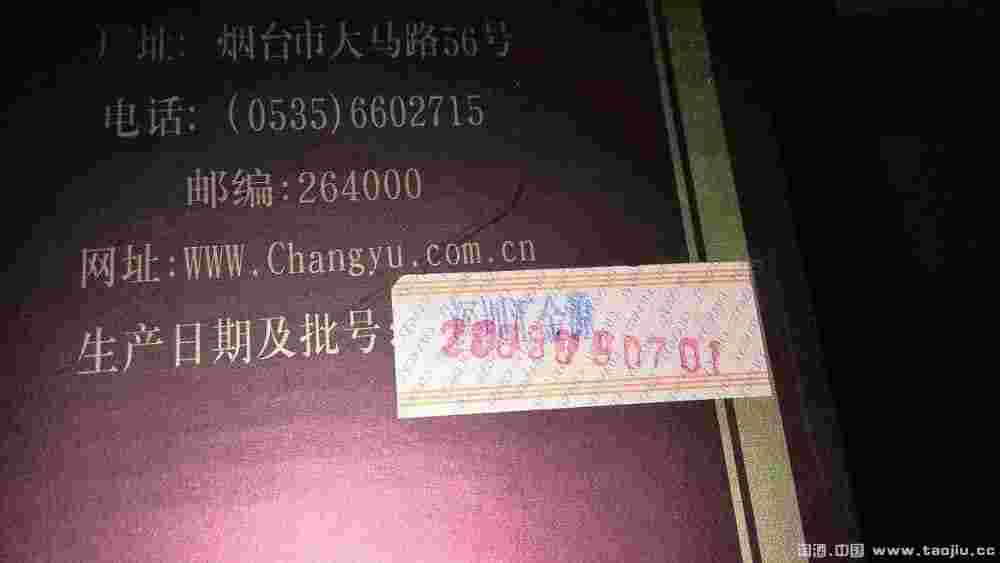 厂址: 烟台市大马路56号
电话: (0535)6602715
邮编:264000
网址:WWW.Changyu.com.cn
生产日期及批号:
0701
淘酒.中国 www.taojiu.cc